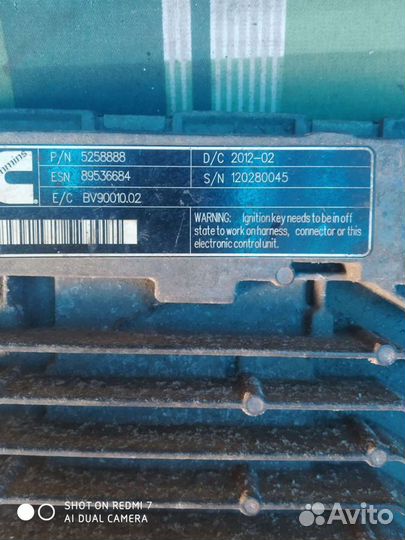 P/N 5258888 D/C 2012-02
ESN 89536684 S/N 120280045
E/C BV90010.02
WARNING: Ignition key needs to be in off
state to work on harness, connector or this
electronic control unit.
SHOT ON REDMI 7
AI DUAL CAMERA
Avito